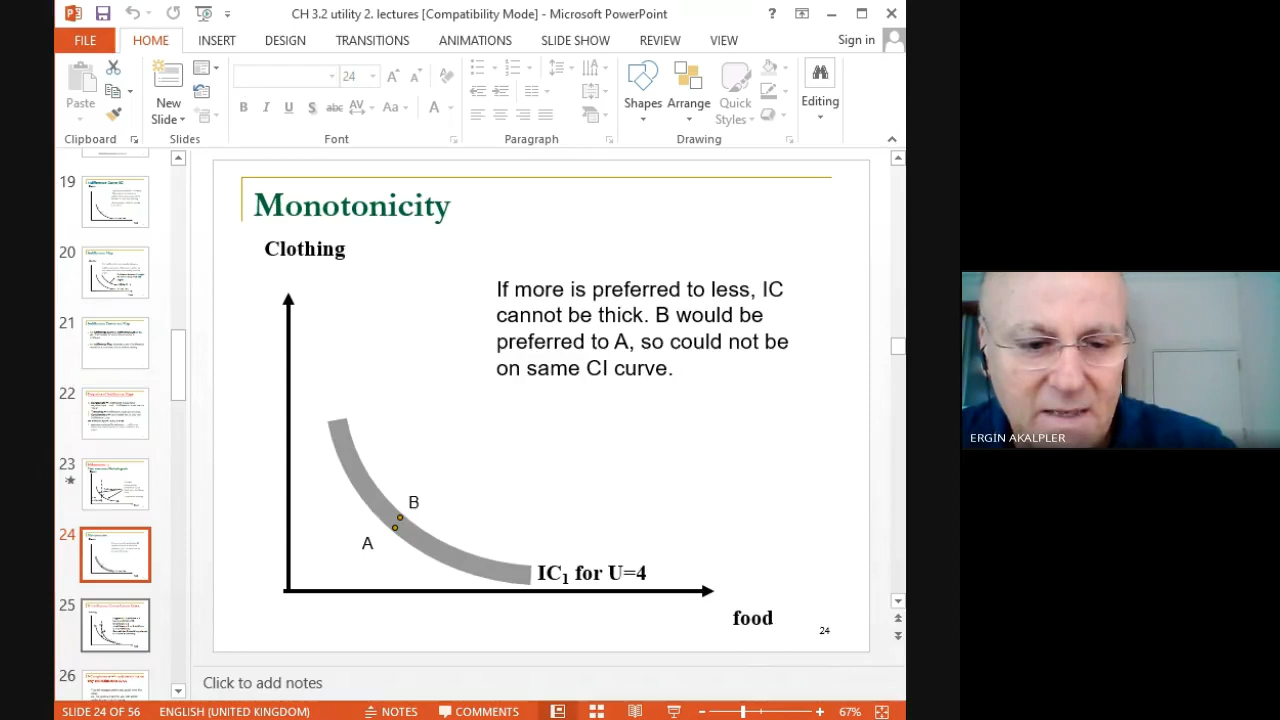 CH 3.2 utility 2. lectures [Compatibility Mode] - Microsoft PowerPoint
FILE HOME INSERT DESIGN TRANSITIONS ANIMATIONS SLIDE SHOW REVIEW VIEW Sign in
24
Paste New Slide B I U S abc AV Aa A Shapes Arrange Quick Styles Editing
Clipboard Slides Font Paragraph Drawing
19
20
21
22
23
24
25
26
Monotonicity
Clothing
If more is preferred to less, IC
cannot be thick. B would be
preferred to A, so could not be
on same CI curve.
B
A
IC1 for U=4
food
24
Click to add notes
SLIDE 24 OF 56 ENGLISH (UNITED KINGDOM) NOTES COMMENTS 67%
ERGİN AKALPLER